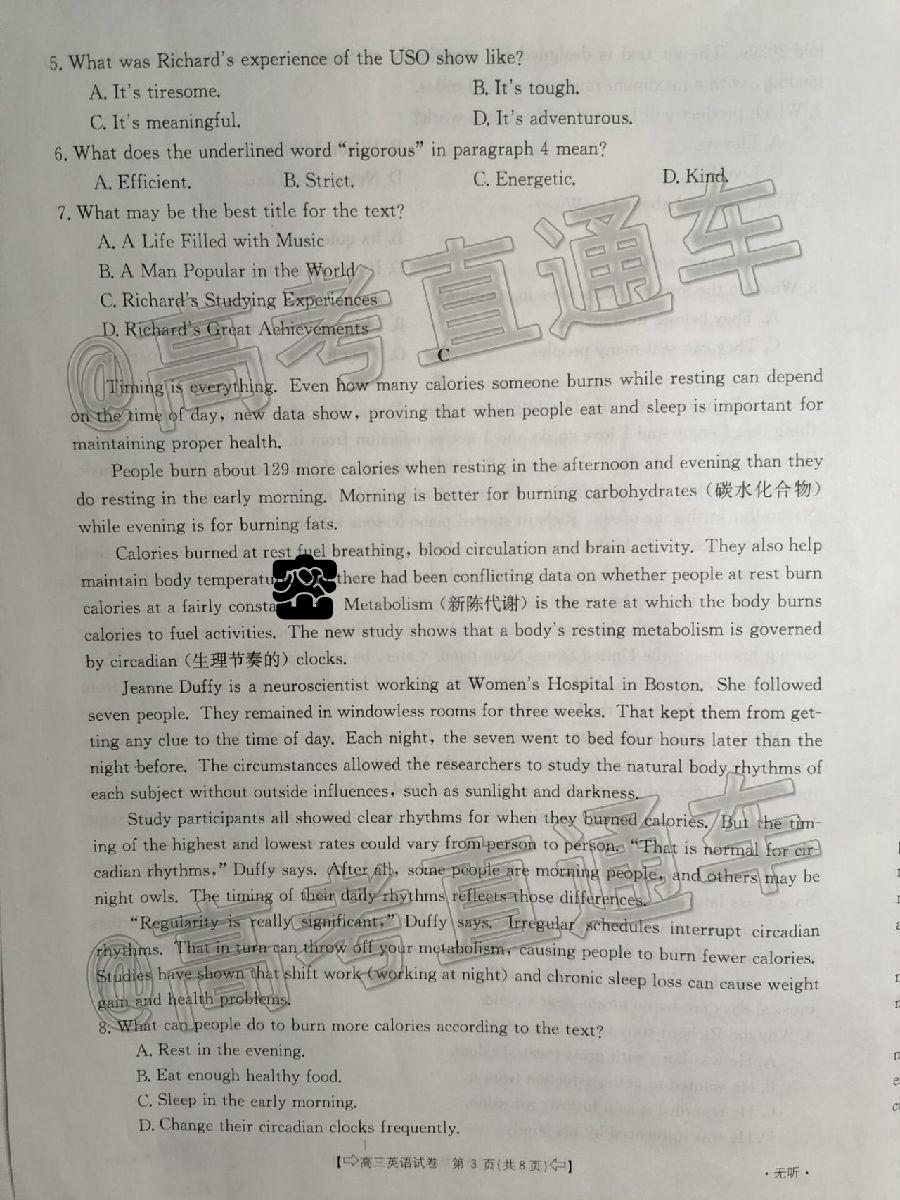 5. What was Richard's experience of the USO show like?
A. It's tiresome. B. It's tough.
C. It's meaningful. D. It's adventurous.
6. What does the underlined word "rigorous" in paragraph 4 mean?
A. Efficient. B. Strict. C. Energetic. D. Kind.
7. What may be the best title for the text?
A. A Life Filled with Music
B. A Man Popular in the World
C. Richard's Studying Experiences
D. Richard's Great Achievements
C
Timing is everything. Even how many calories someone burns while resting can depend
on the time of day, new data show, proving that when people eat and sleep is important for
maintaining proper health.
People burn about 129 more calories when resting in the afternoon and evening than they
do resting in the early morning. Morning is better for burning carbohydrates (碳水化合物)
while evening is for burning fats.
Calories burned at rest fuel breathing, blood circulation and brain activity. They also help
maintain body there had been conflicting data on whether people at rest burn
calories at a fairly Metabolism (新陈代谢) is the rate at which the body burns
calories to fuel activities. The new study shows that a body's resting metabolism is governed
by circadian (生理节奏的) clocks.
Jeanne Duffy is a neuroscientist working at Women's Hospital in Boston. She followed
seven people. They remained in windowless rooms for three weeks. That kept them from get-
ting any clue to the time of day. Each night, the seven went to bed four hours later than the
night before. The circumstances allowed the researchers to study the natural body rhythms of
each subject without outside influences, such as sunlight and darkness.
Study participants all showed clear rhythms for when they burned calories. But the tim-
ing of the highest and lowest rates could vary from person to person. "That is normal for cir-
cadian rhythms," Duffy says. After all, some people are morning people, and others may be
night owls. The timing of their daily rhythms reflects those differences.
"Regularity is really significant," Duffy says. Irregular schedules interrupt circadian
rhythms. That in turn can throw off your metabolism, causing people to burn fewer calories.
Studies have shown that shift work (working at night) and chronic sleep loss can cause weight
gain and health problems.
8. What can people do to burn more calories according to the text?
A. Rest in the evening.
B. Eat enough healthy food.
C. Sleep in the early morning.
D. Change their circadian clocks frequently.
【⇨高三英语试卷 第 3 页(共 8 页)⇦】
·无听·
@高考直通车
@高考直通车